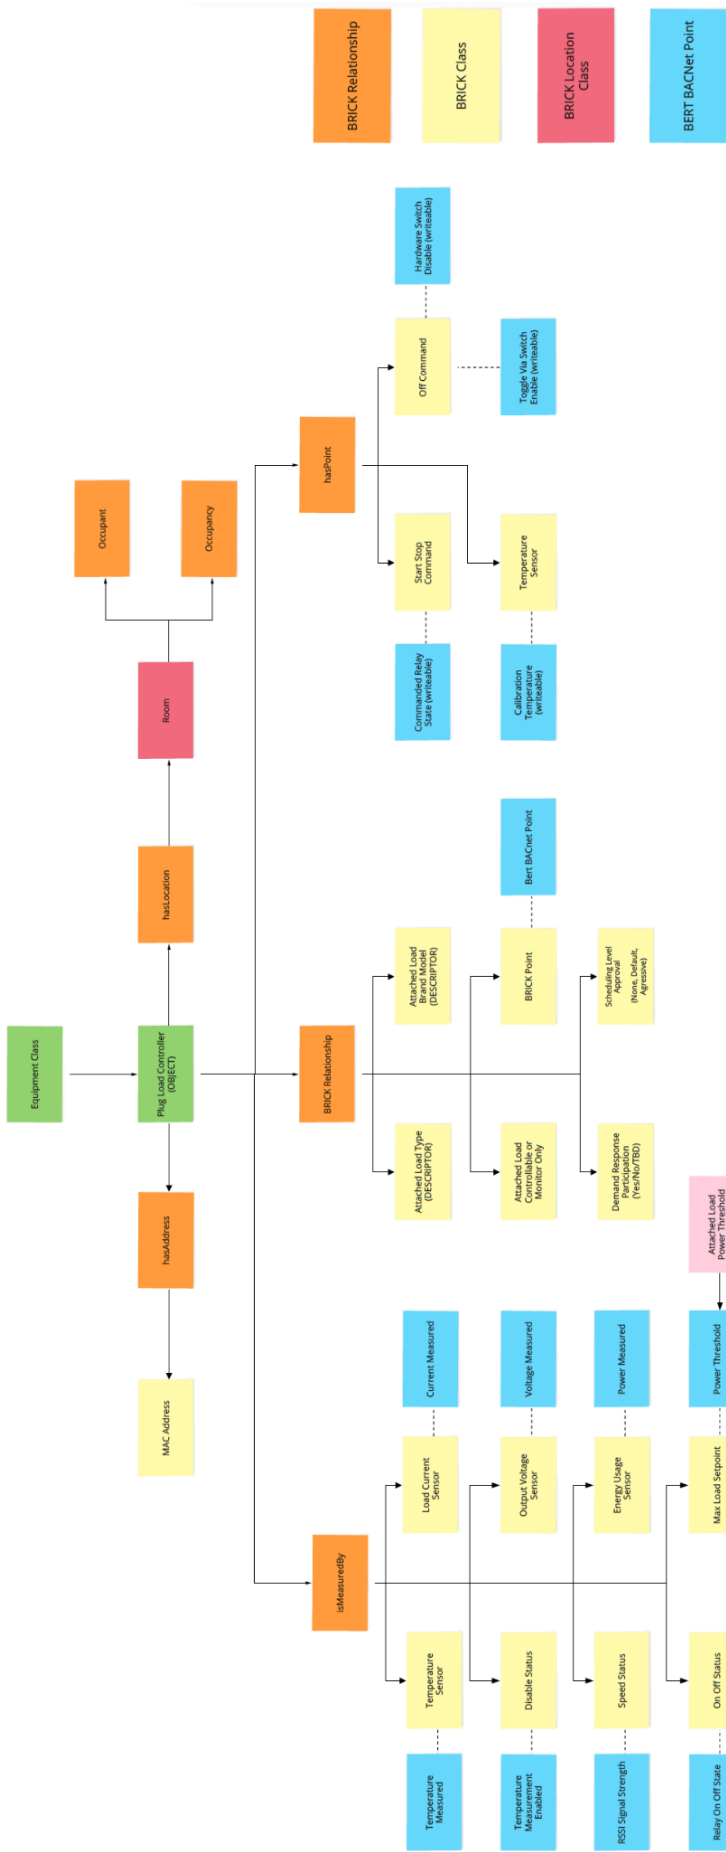 BRICK Relationship
BRICK Class
BRICK Location
Class
BERT BACNet Point
Equipment Class
Plug Load Controller
(OBJECT)
hasAddress
MAC Address
hasLocation
Room
Occupant
Occupancy
isMeasuredBy
BRICK Relationship
hasPoint
Temperature
Measured
Temperature
Sensor
Load Current
Sensor
Current Measured
Temperature
Measurement
Enabled
Disable Status
Output Voltage
Sensor
Voltage Measured
RSSI Signal Strength
Speed Status
Energy Usage
Sensor
Power Measured
Relay On Off State
On Off Status
Max Load Setpoint
Power Threshold
Attached Load
Power Threshold
Attached Load Type
(DESCRIPTOR)
Attached Load
Brand Model
(DESCRIPTOR)
Attached Load
Controllable or
Monitor Only
BRICK Point
Bert BACnet Point
Demand Response
Participation
(Yes/No/TBD)
Scheduling Level
Approval
(None, Default,
Agressive)
Commanded Relay
State (writeable)
Start Stop
Command
Off Command
Hardware Switch
Disable (writeable)
Calibration
Temperature
(writeable)
Temperature
Sensor
Toggle Via Switch
Enable (writeable)